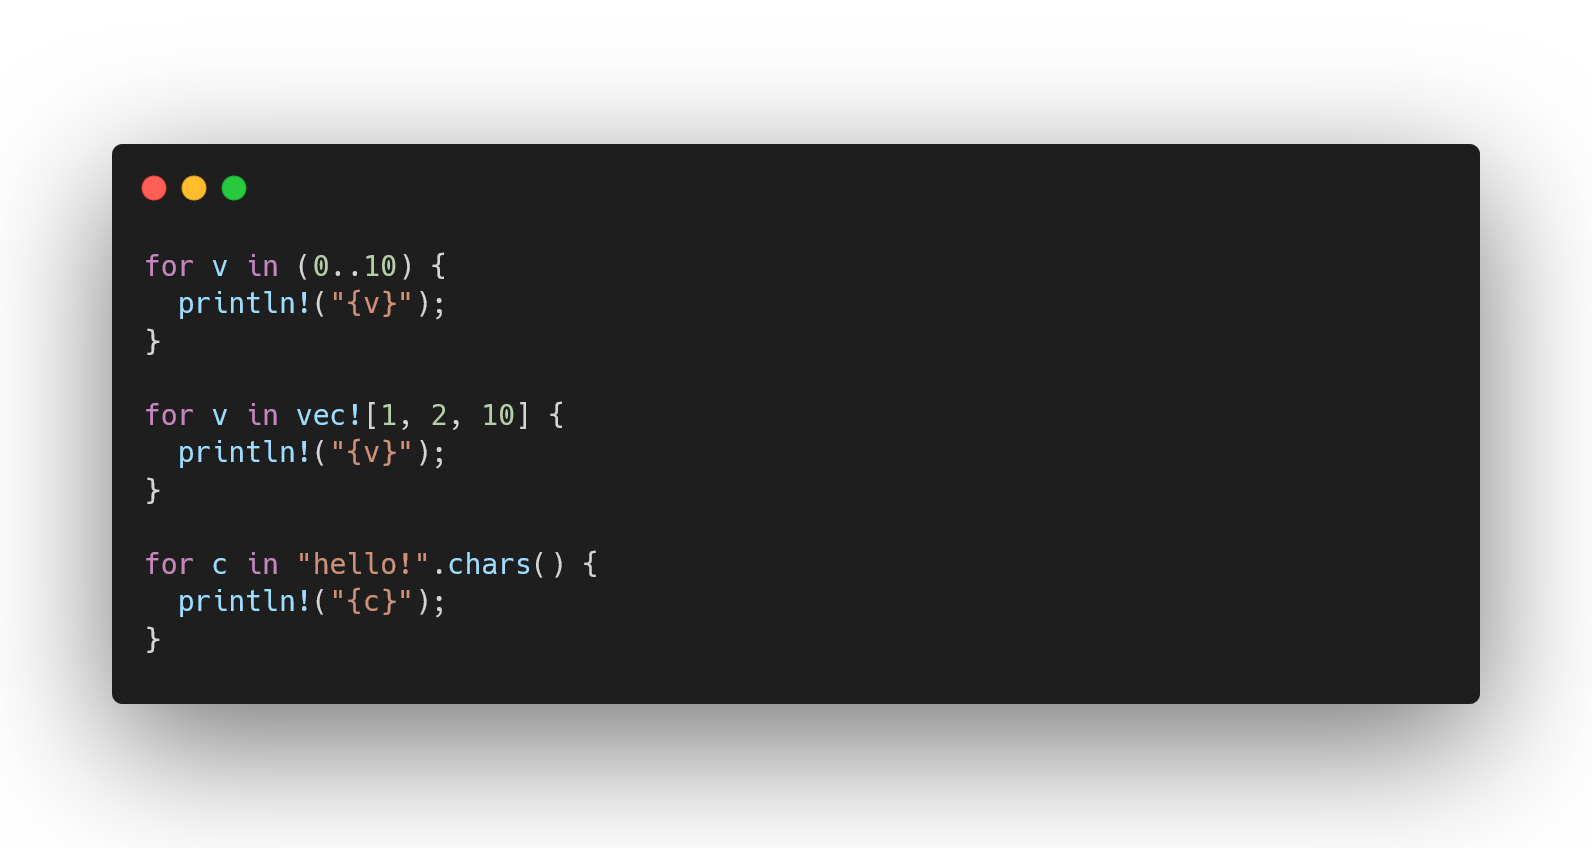 for v in (0..10) {
  println!("{v}");
}

for v in vec![1, 2, 10] {
  println!("{v}");
}

for c in "hello!".chars() {
  println!("{c}");
}